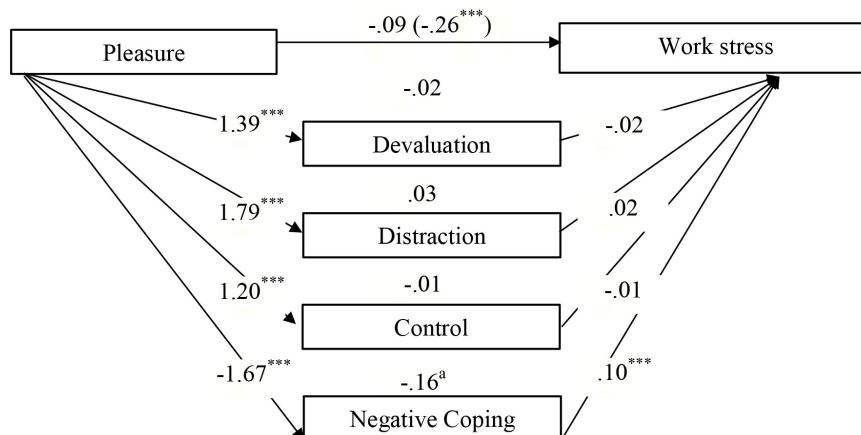 -.09 (-.26***)
Pleasure
Work stress
-.02
1.39***
-.02
Devaluation
.03
1.79***
.02
Distraction
-.01
1.20***
-.01
Control
-1.67***
-.16a
.10***
Negative Coping